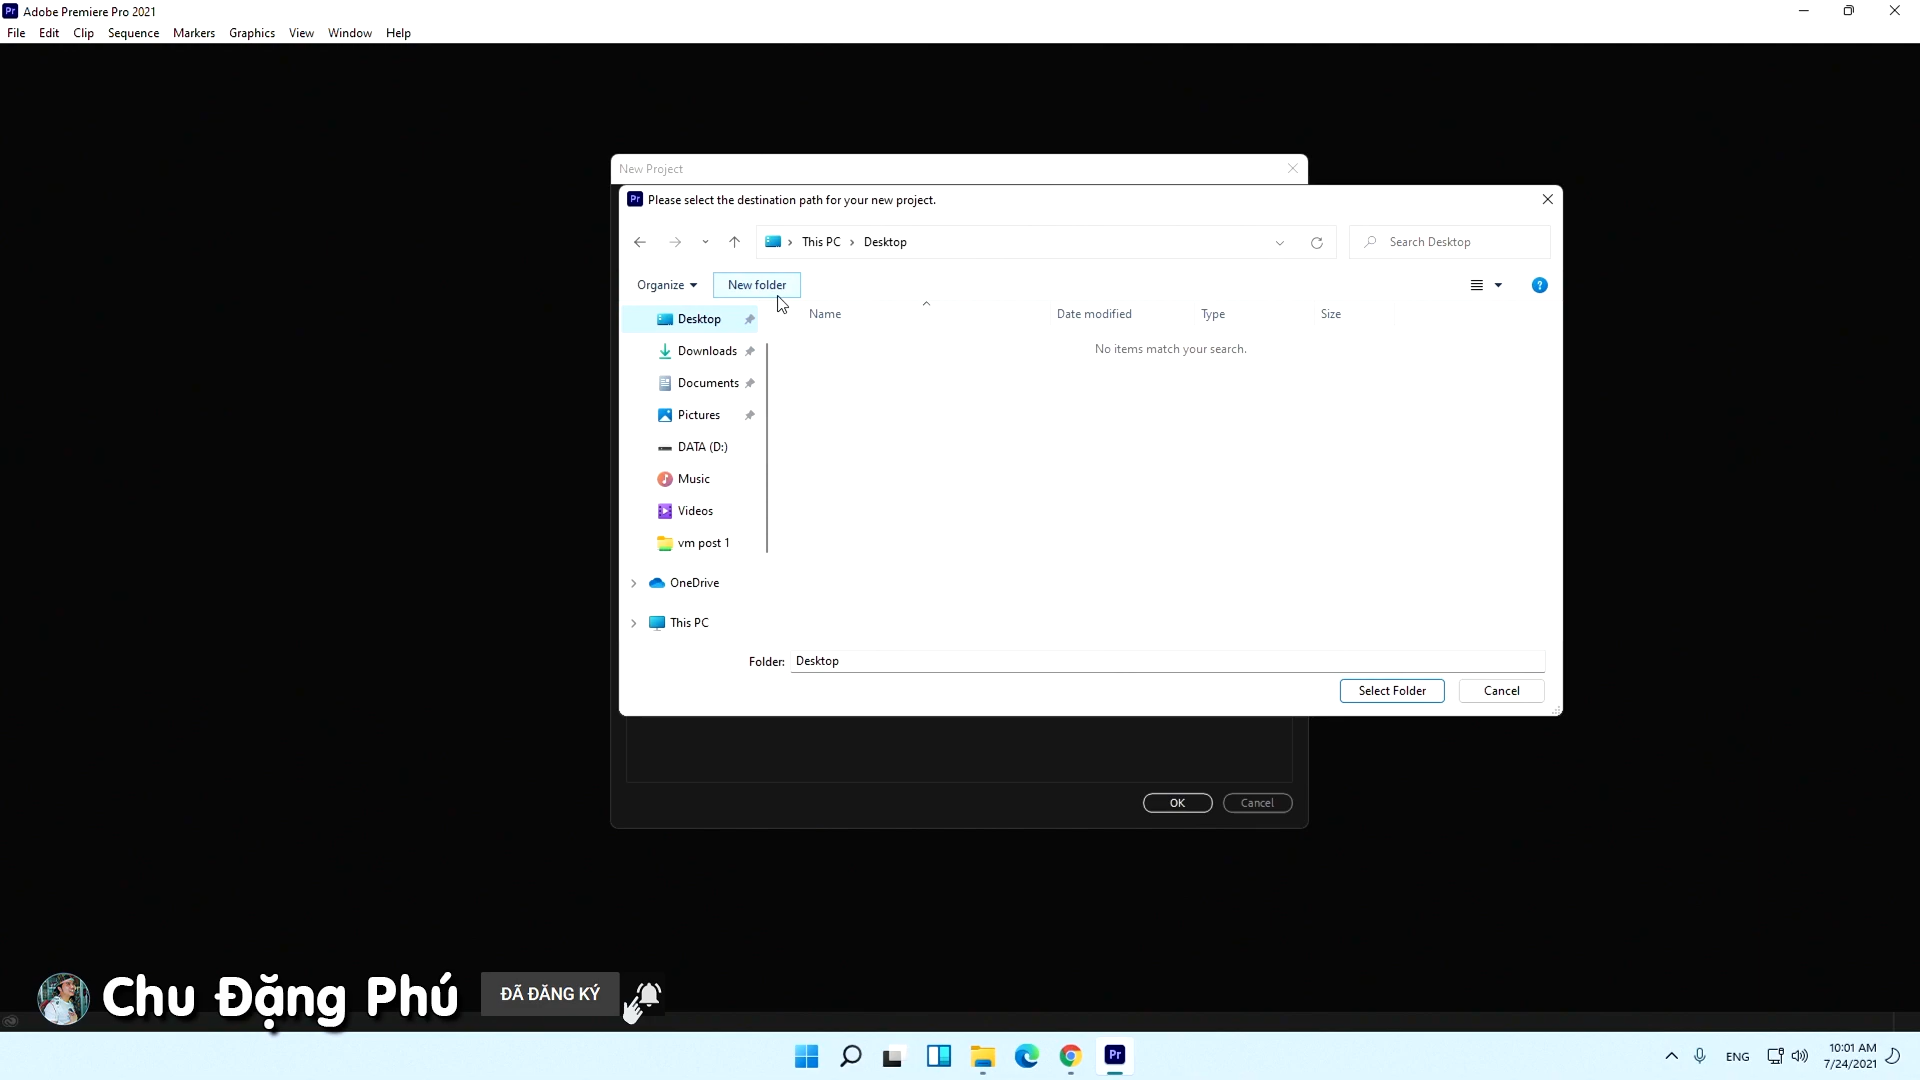 Pr Adobe Premiere Pro 2021
File Edit Clip Sequence Markers Graphics View Window Help
New Project
Pr Please select the destination path for your new project.
This PC Desktop
Search Desktop
Organize New folder
Name Date modified Type Size
No items match your search.
Desktop
Downloads
Documents
Pictures
DATA (D:)
Music
Videos
vm post 1
OneDrive
This PC
Folder: Desktop
Select Folder Cancel
OK Cancel
Chu Đặng Phú
ĐÃ ĐĂNG KÝ
Pr
ENG
10:01 AM
7/24/2021